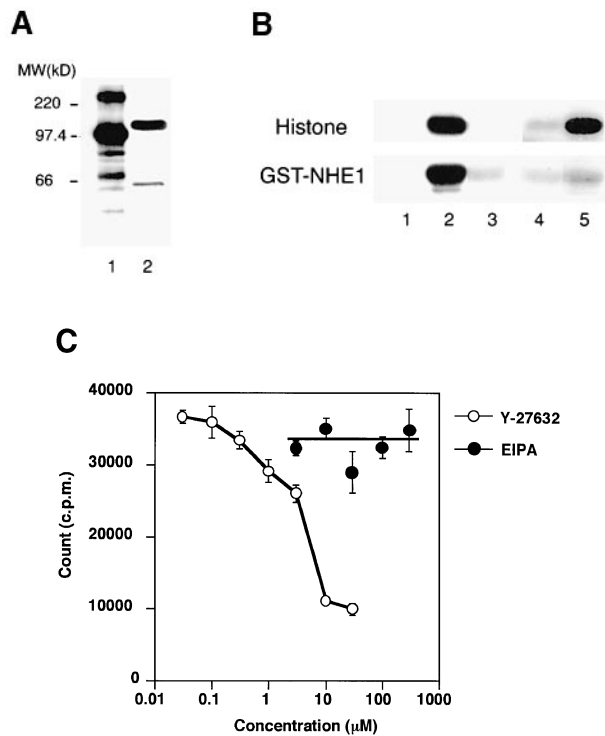 A
MW(kD)
220
97.4
66
1 2
B
Histone
GST-NHE1
1 2 3 4 5
C
40000
30000
20000
10000
0
Count (c.p.m.)
0.01 0.1 1 10 100 1000
Concentration (μM)
Y-27632
EIPA